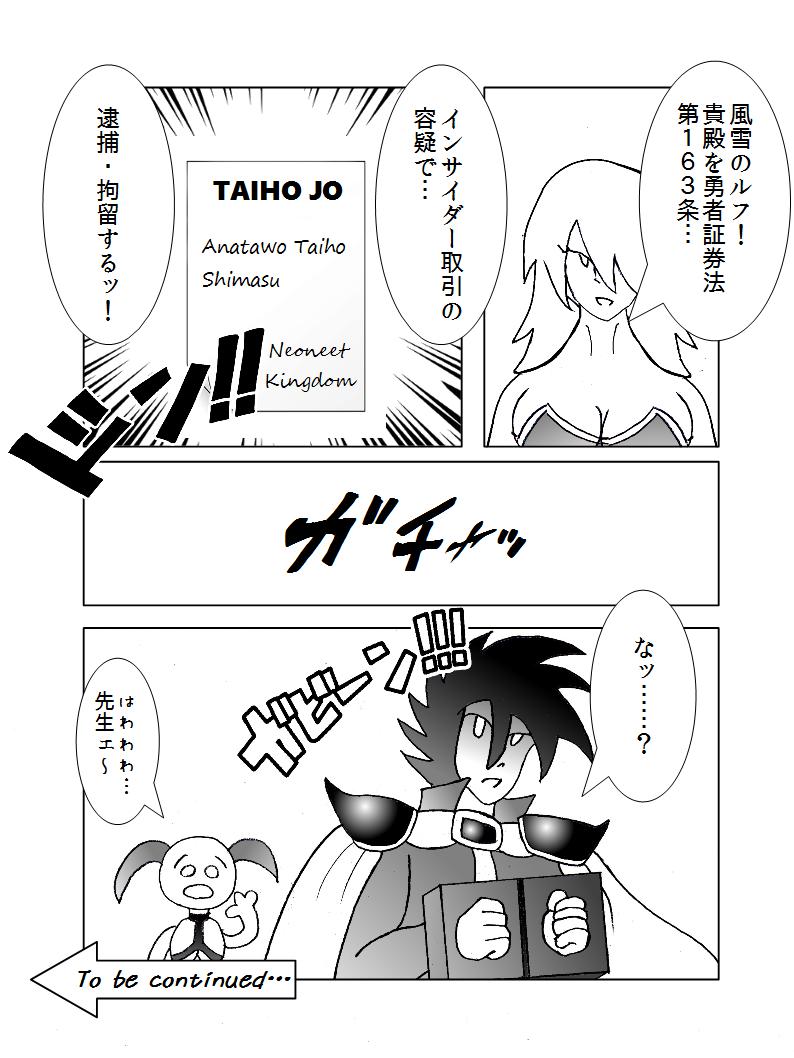 風雪のルフ！
貴殿を勇者証券法
第１６３条…
インサイダー取引の
容疑で…
TAIHO JO
Anatawo Taiho
Shimasu
Neoneet
Kingdom
逮捕・拘留するッ！
ジーン!!
ガチャッ
なッ……？
ガビーン!!!
はわわわ…
先生ェ～
To be continued…